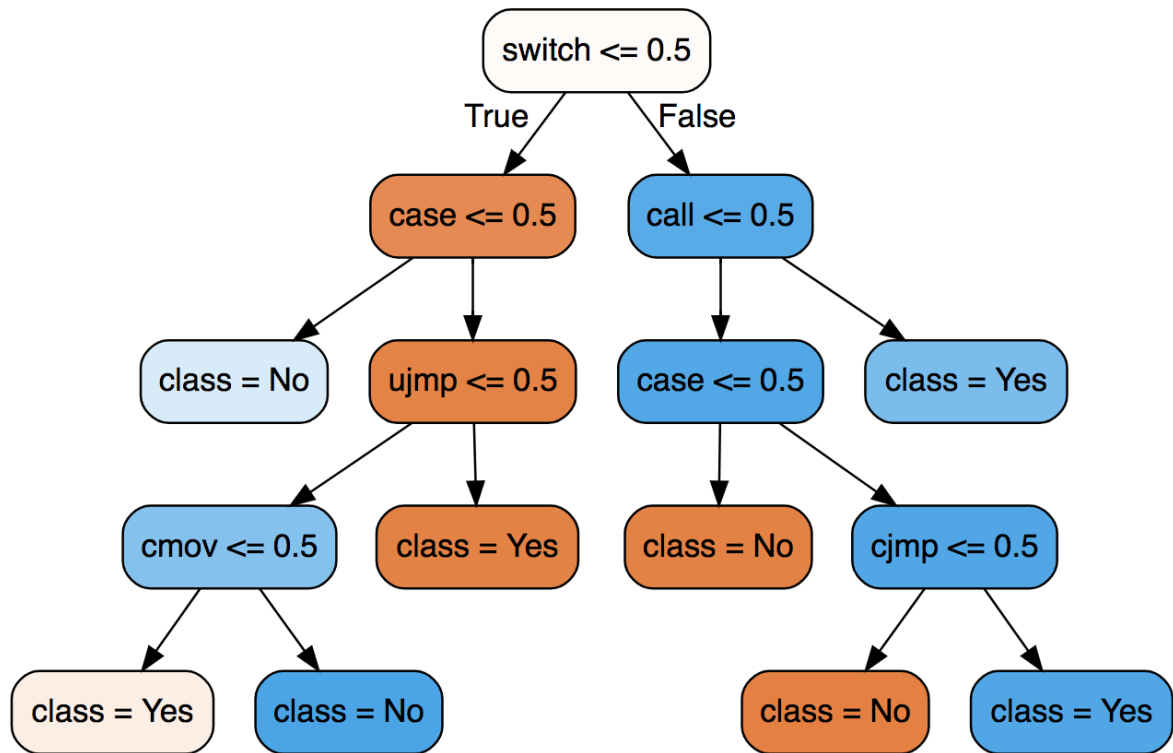 switch <= 0.5
True
False
case <= 0.5
call <= 0.5
class = No
ujmp <= 0.5
case <= 0.5
class = Yes
cmov <= 0.5
class = Yes
class = No
cjmp <= 0.5
class = Yes
class = No
class = No
class = Yes